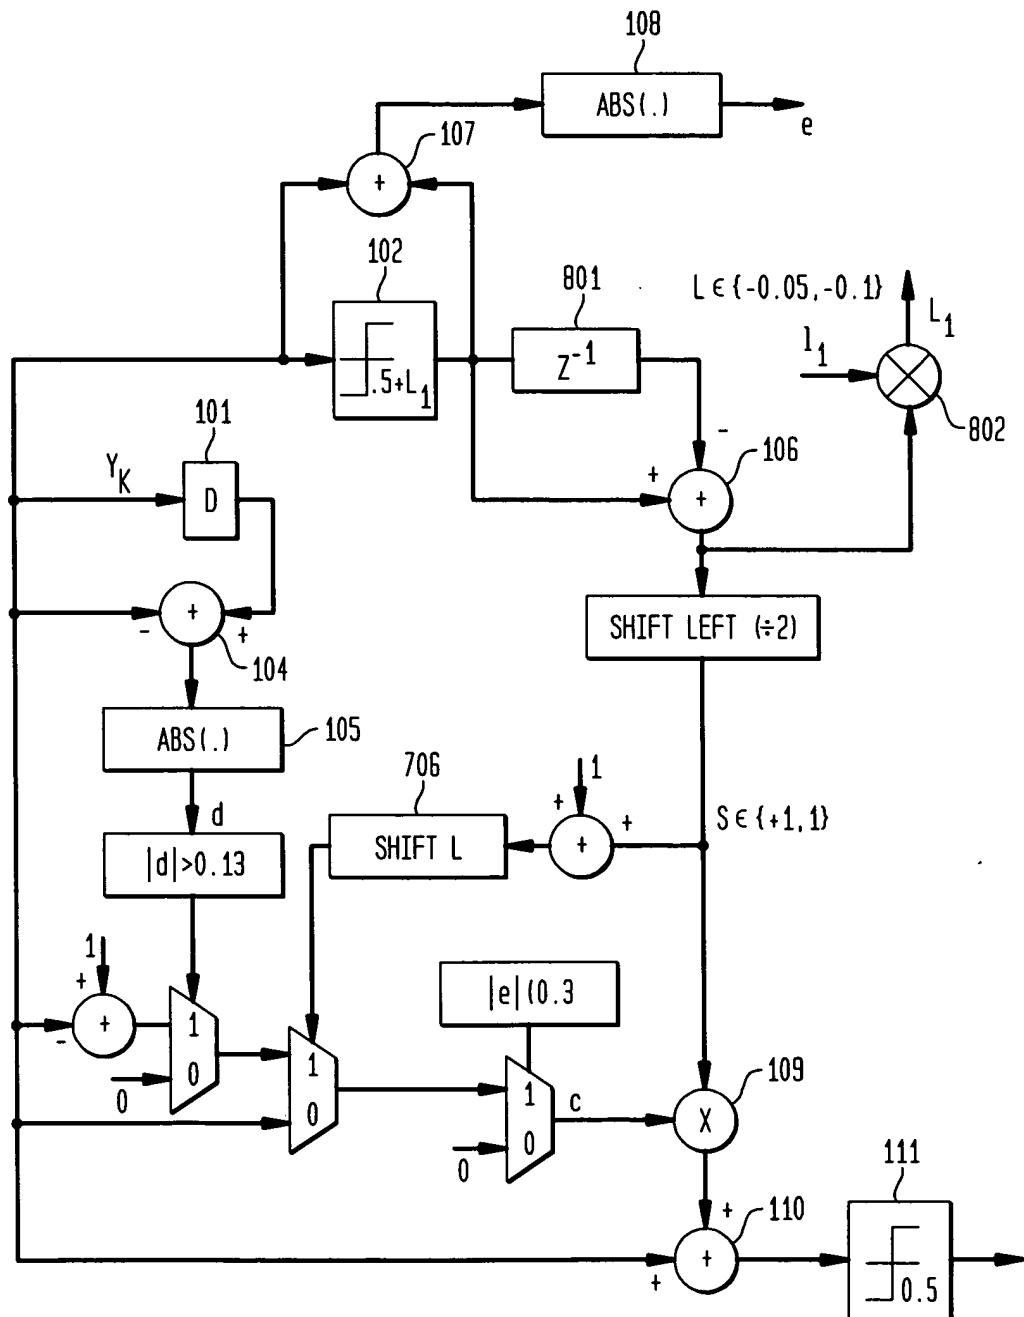 108
ABS(.)
e
107
+
102
.5+L₁
801
Z⁻¹
L ϵ {-0.05,-0.1}
L₁
l₁
802
101
Y_K
D
-
+
106
+
+
-
+
104
SHIFT LEFT (÷2)
ABS(.)
105
706
1
d
+
+
S ϵ {+1,1}
|d|>0.13
SHIFT L
+
1
+
|e| (0.3
+
-
1
0
0
1
0
1
0
0
c
109
X
111
+
110
+
+
0.5